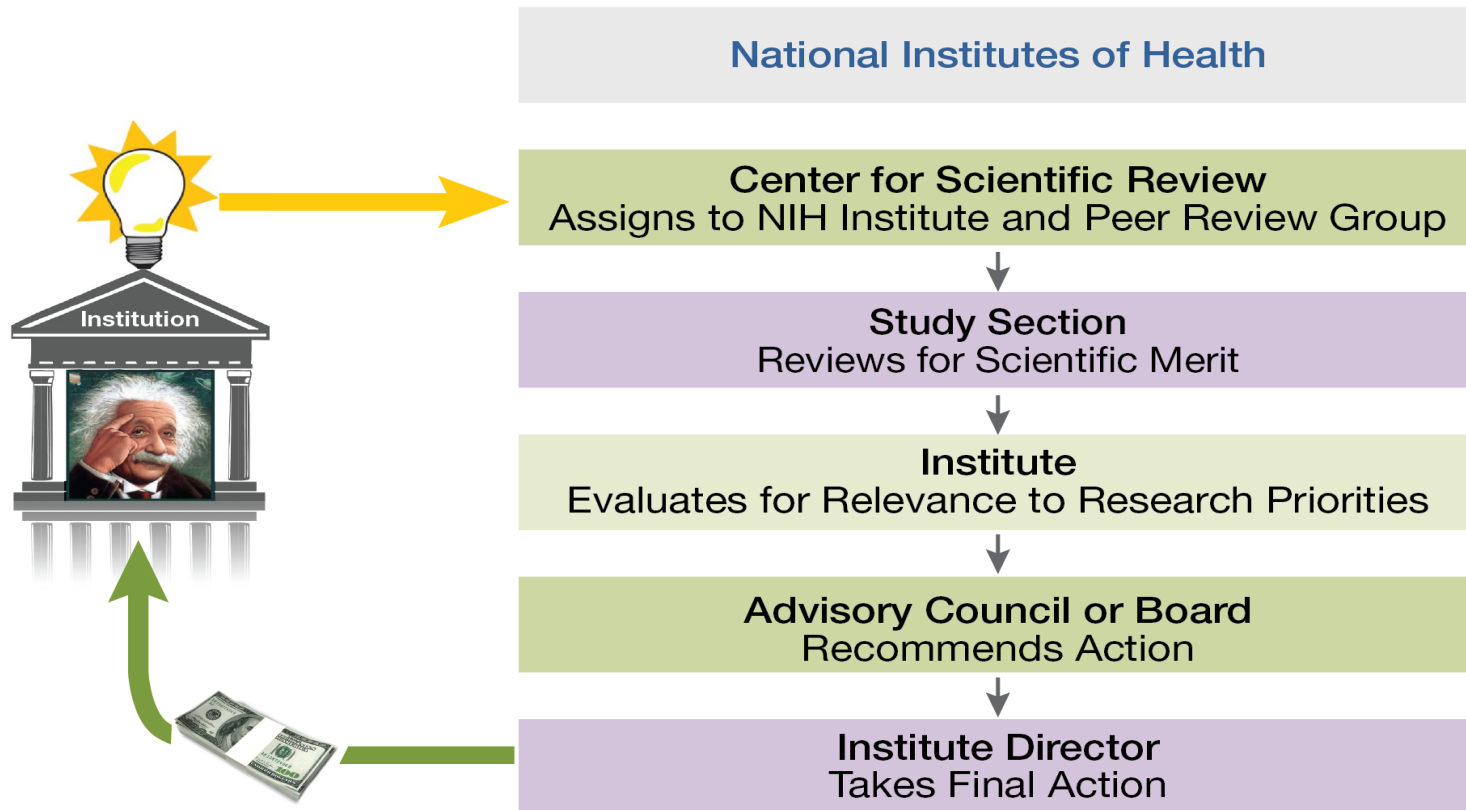 National Institutes of Health
Center for Scientific Review
Assigns to NIH Institute and Peer Review Group
Institution
Study Section
Reviews for Scientific Merit
Institute
Evaluates for Relevance to Research Priorities
Advisory Council or Board
Recommends Action
Institute Director
Takes Final Action
100